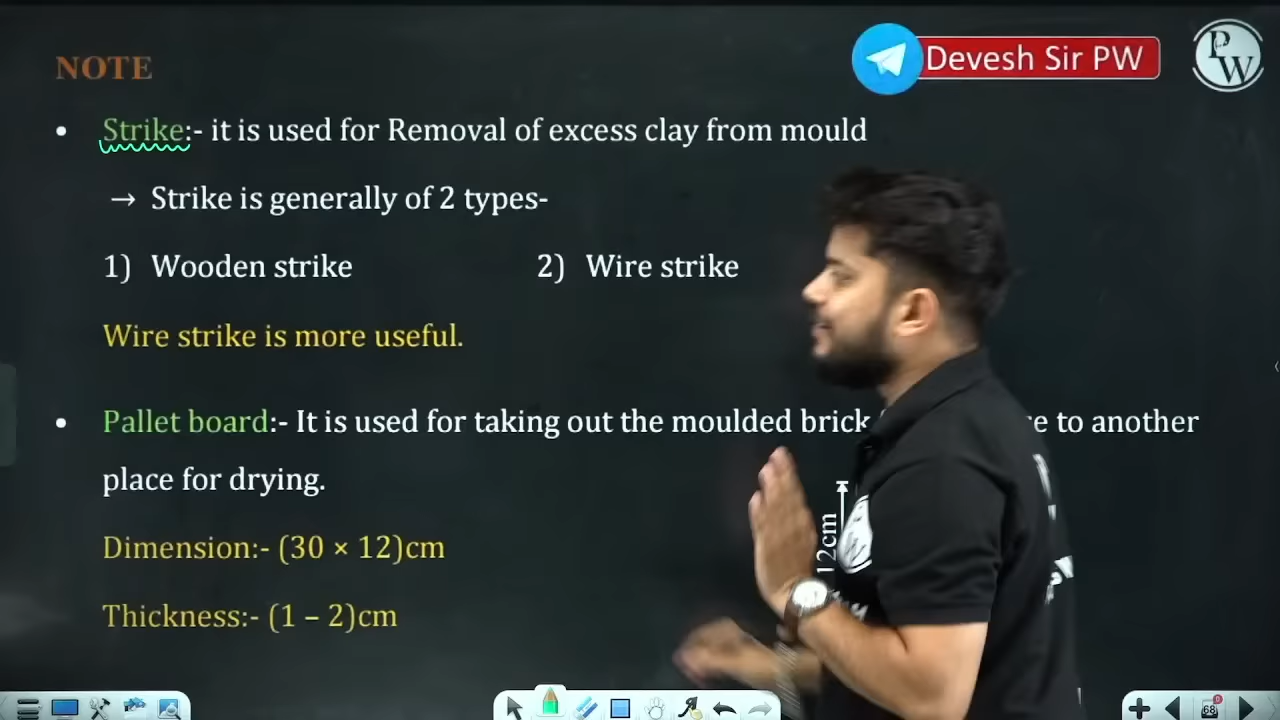 NOTE
Devesh Sir PW
PW
• Strike:- it is used for Removal of excess clay from mould
→ Strike is generally of 2 types-
1) Wooden strike 2) Wire strike
Wire strike is more useful.
• Pallet board:- It is used for taking out the moulded brick to another
place for drying.
Dimension:- (30 × 12)cm
12cm
Thickness:- (1 – 2)cm
68